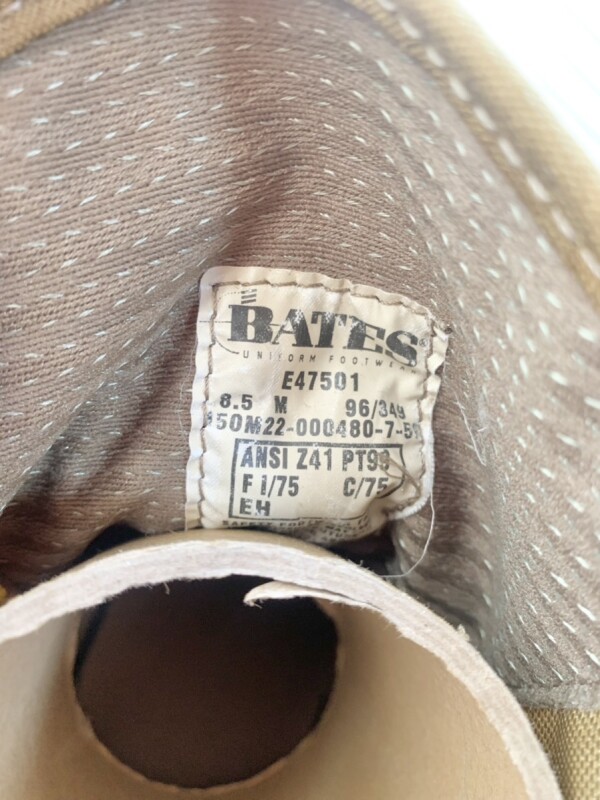 BATES
UNIFORM FOOTWEAR
E47501
8.5 M 96/349
ANSI Z41 PT99
F I/75 C/75
EH